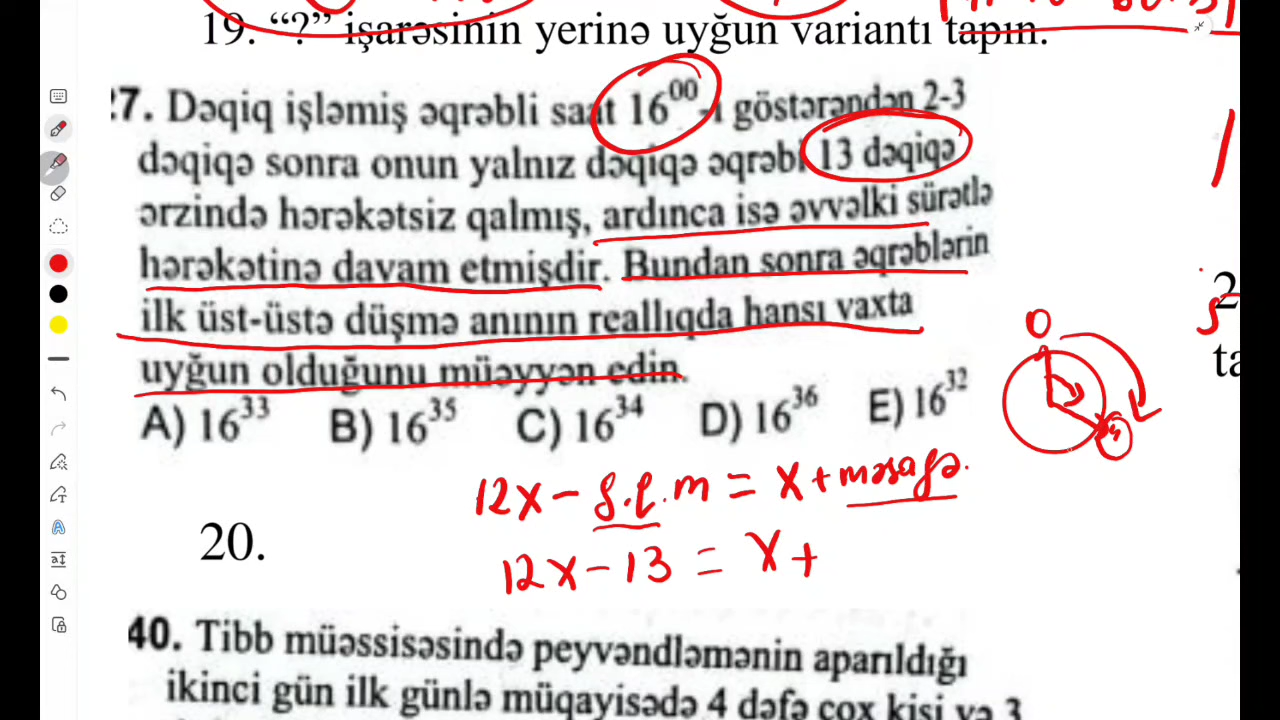 19. “?” işarəsinin yerinə uyğun variantı tapın.
27. Dəqiq işləmiş əqrəbli saat 16⁰⁰-ı göstərəndən 2-3
dəqiqə sonra onun yalnız dəqiqə əqrəbi 13 dəqiqə
ərzində hərəkətsiz qalmış, ardınca isə əvvəlki sürətlə
hərəkətinə davam etmişdir. Bundan sonra əqrəblərin
ilk üst-üstə düşmə anının reallıqda hansı vaxta
uyğun olduğunu müəyyən edin.
A) 16³³ B) 16³⁵ C) 16³⁴ D) 16³⁶ E) 16³²
0
12x - = x + məsafə.
20. 12x - 13 = x +
40. Tibb müəssisəsində peyvəndləmənin aparıldığı
ikinci gün ilk günlə müqayisədə 4 dəfə çox kişi və 3